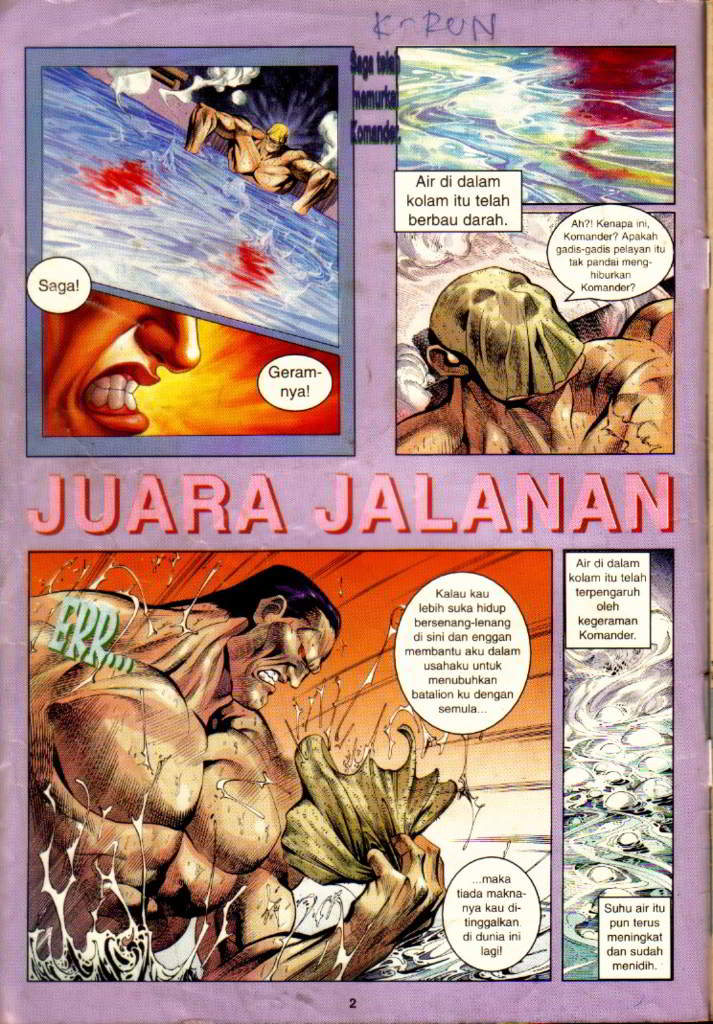 K-RUN
Saga telah
memurka
Komander.
Air di dalam
kolam itu telah
berbau darah.
Ah?! Kenapa ini,
Komander? Apakah
gadis-gadis pelayan itu
tak pandai meng-
hiburkan
Komander?
Saga!
Geram-
nya!
JUARA JALANAN
ERR...
Kalau kau
lebih suka hidup
bersenang-lenang
di sini dan enggan
membantu aku dalam
usahaku untuk
menubuhkan
batalion ku dengan
semula...
...maka
tiada makna-
nya kau di-
tinggalkan
di dunia ini
lagi!
Air di dalam
kolam itu telah
terpengaruh
oleh
kegeraman
Komander.
Suhu air itu
pun terus
meningkat
dan sudah
menidih.
2